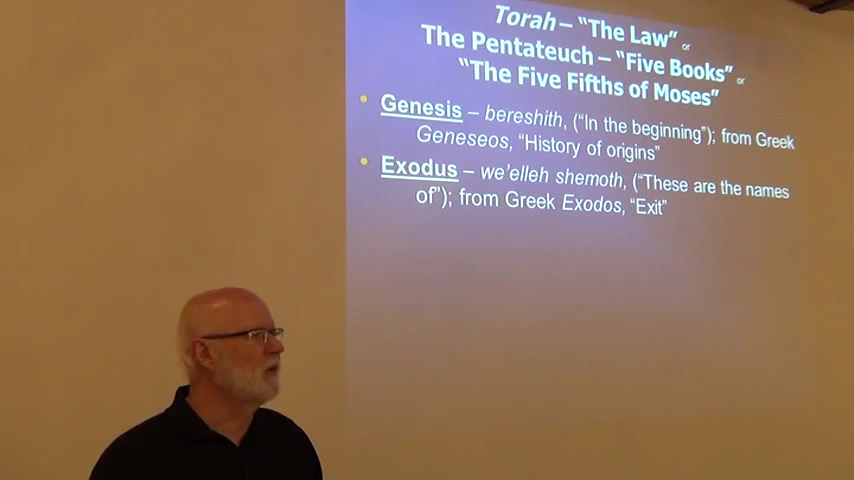 Torah – “The Law” or
The Pentateuch – “Five Books” or
“The Five Fifths of Moses”
• Genesis – bereshith, (“In the beginning”); from Greek
Geneseos, “History of origins”
• Exodus – we’elleh shemoth, (“These are the names
of”); from Greek Exodos, “Exit”